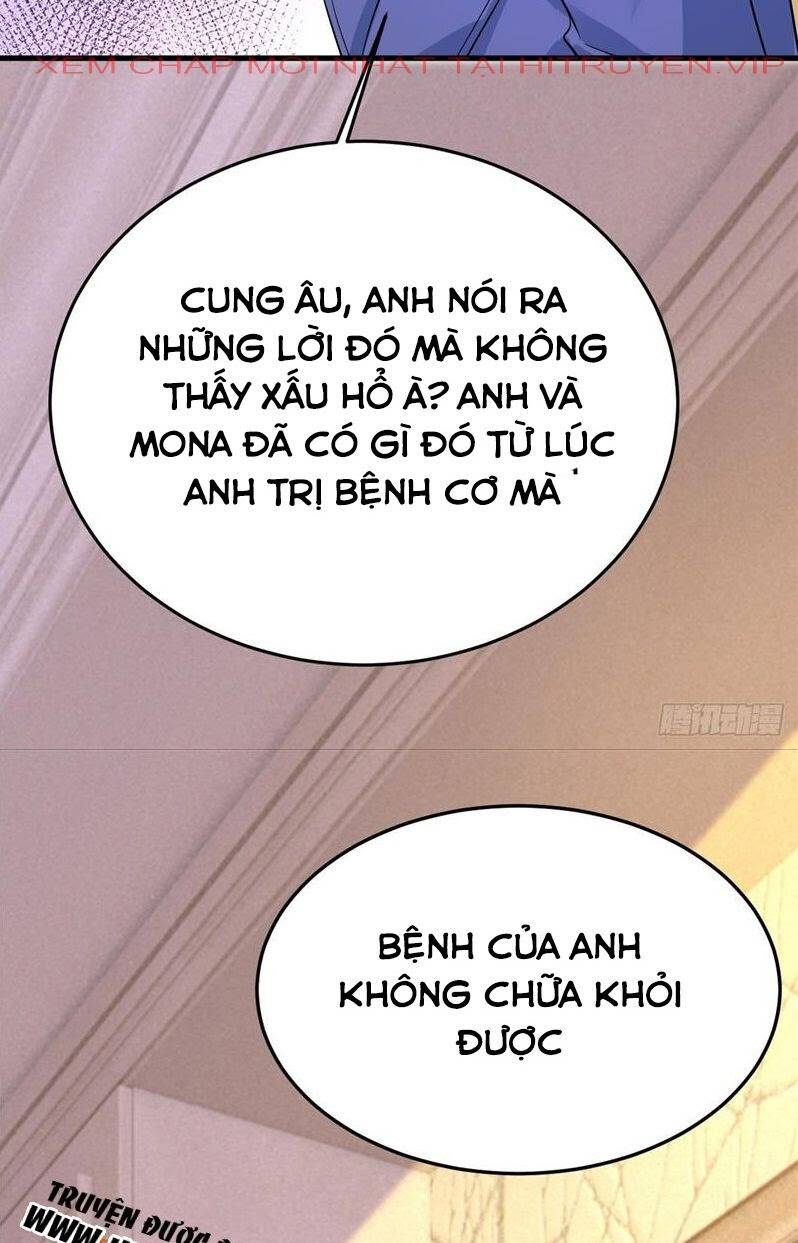 XEM CHAP MỚI NHẤT TẠI HITRUYEN.VIP
CUNG ÂU, ANH NÓI RA
NHỮNG LỜI ĐÓ MÀ KHÔNG
THẤY XẤU HỔ À? ANH VÀ
MONA ĐÃ CÓ GÌ ĐÓ TỪ LÚC
ANH TRỊ BỆNH CƠ MÀ
腾讯动漫
BỆNH CỦA ANH
KHÔNG CHỮA KHỎI
ĐƯỢC
TRUYỆN ĐƯỢC